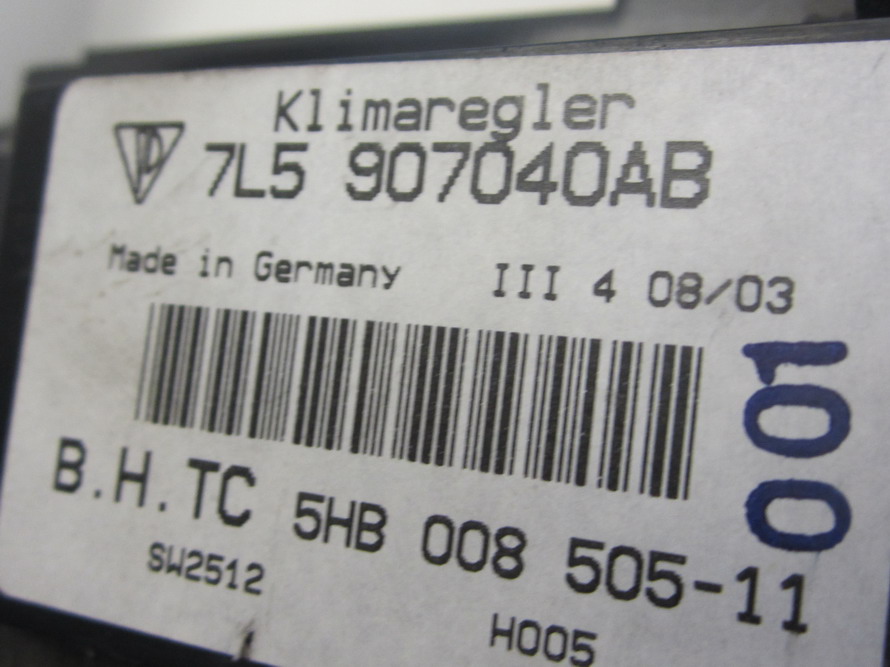 Klimaregler
7L5 907040AB
Made in Germany III 4 08/03
001
B.H.TC 5HB 008 505-11
SW2512
H005